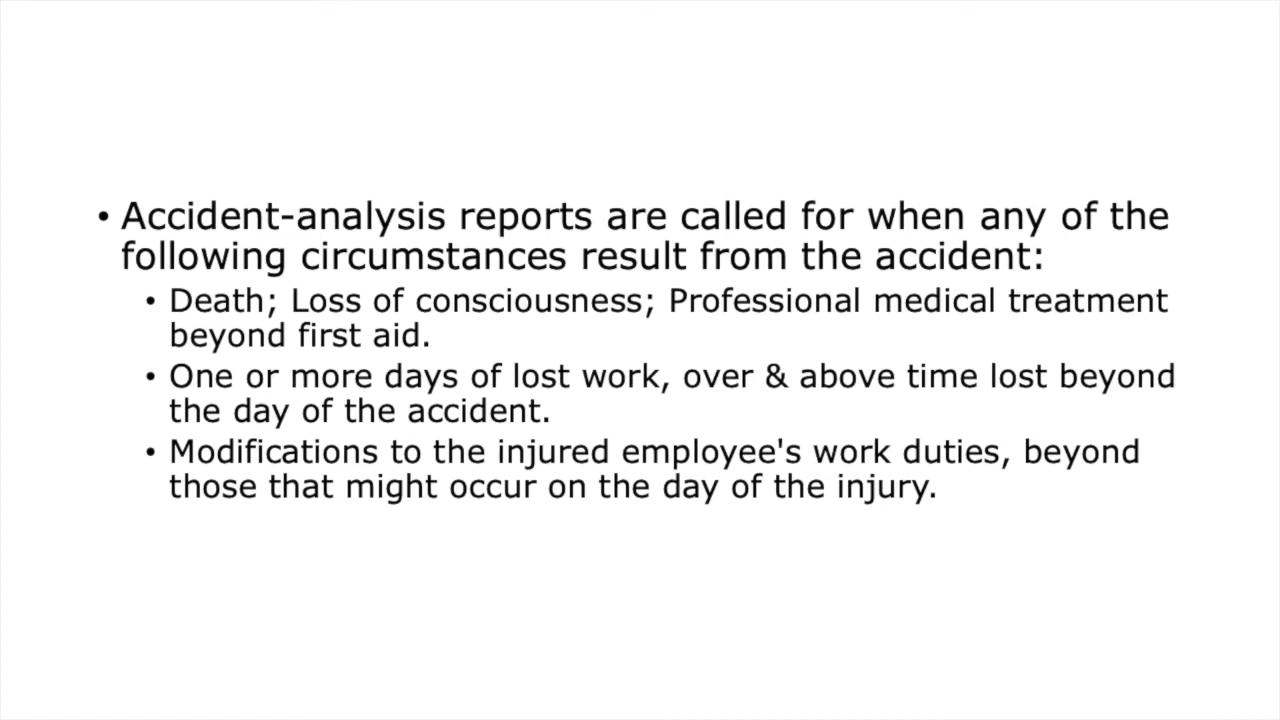 • Accident-analysis reports are called for when any of the
following circumstances result from the accident:
• Death; Loss of consciousness; Professional medical treatment
beyond first aid.
• One or more days of lost work, over & above time lost beyond
the day of the accident.
• Modifications to the injured employee's work duties, beyond
those that might occur on the day of the injury.